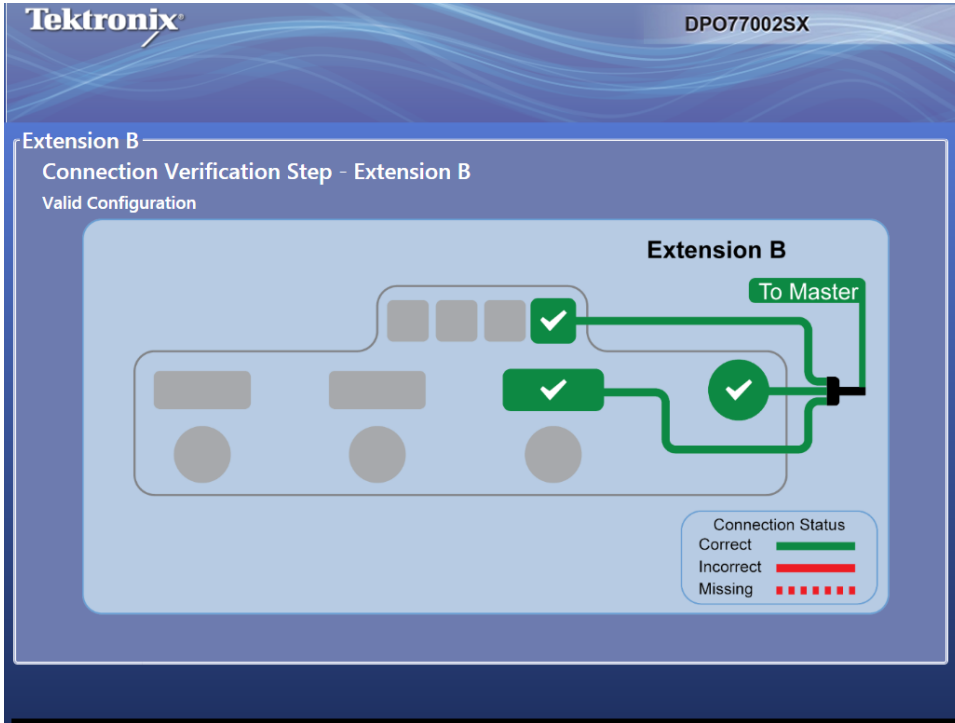 Tektronix®
DPO77002SX
Extension B
Connection Verification Step - Extension B
Valid Configuration
Extension B
To Master
Connection Status
Correct
Incorrect
Missing